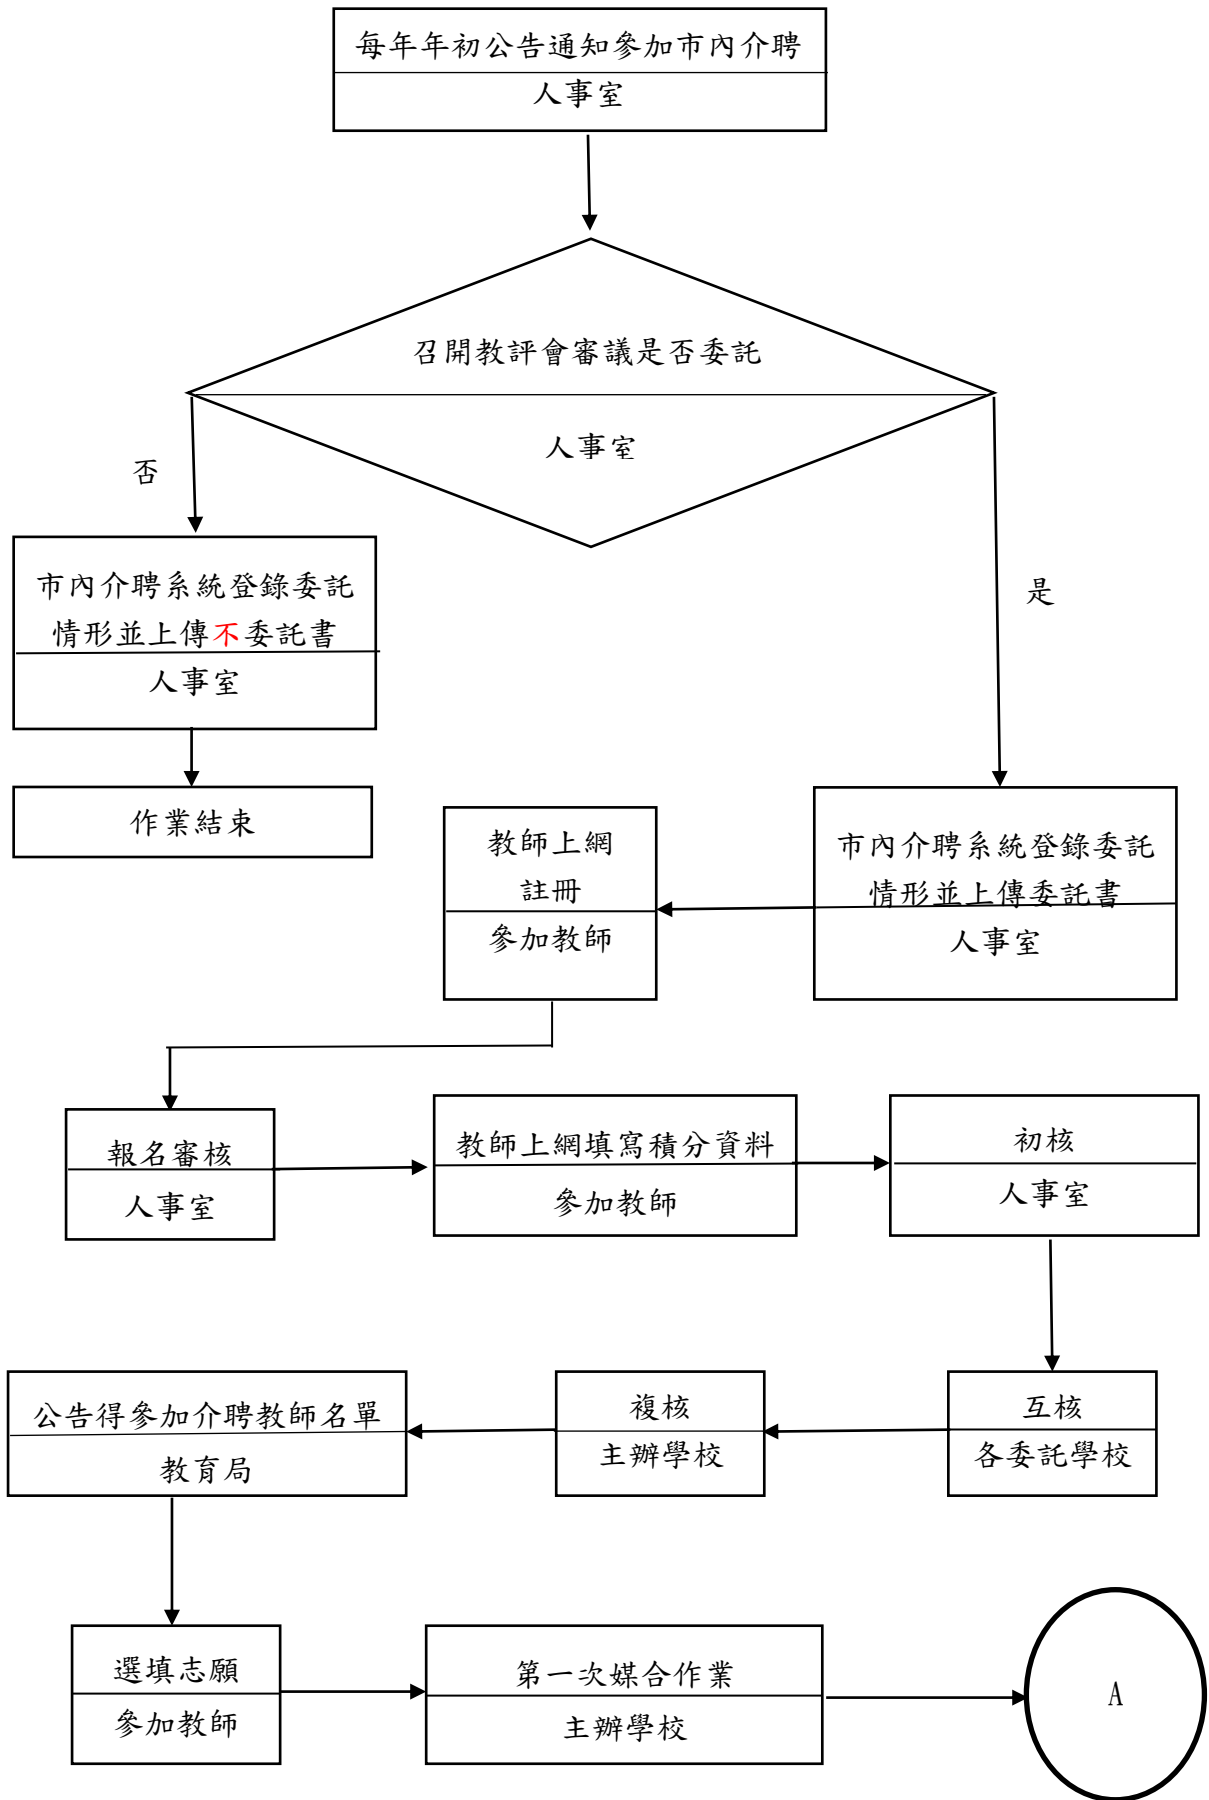 每年年初公告通知參加市內介聘
人事室
召開教評會審議是否委託
人事室
否
是
市內介聘系統登錄委託
情形並上傳不委託書
人事室
作業結束
市內介聘系統登錄委託
情形並上傳委託書
人事室
教師上網
註冊
參加教師
報名審核
人事室
教師上網填寫積分資料
參加教師
初核
人事室
互核
各委託學校
複核
主辦學校
公告得參加介聘教師名單
教育局
選填志願
參加教師
第一次媒合作業
主辦學校
A